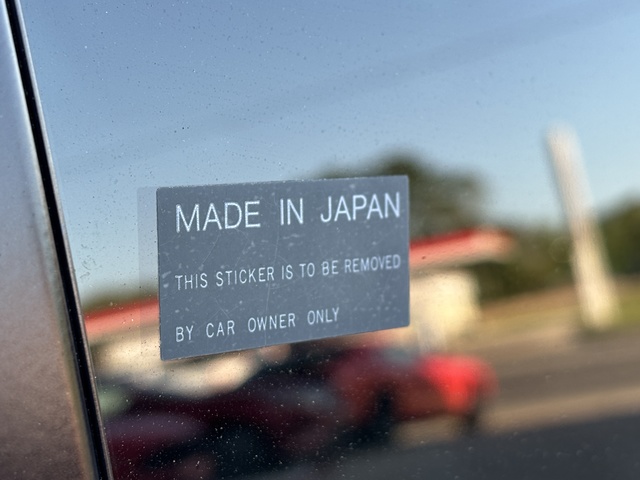 MADE IN JAPAN
THIS STICKER IS TO BE REMOVED
BY CAR OWNER ONLY